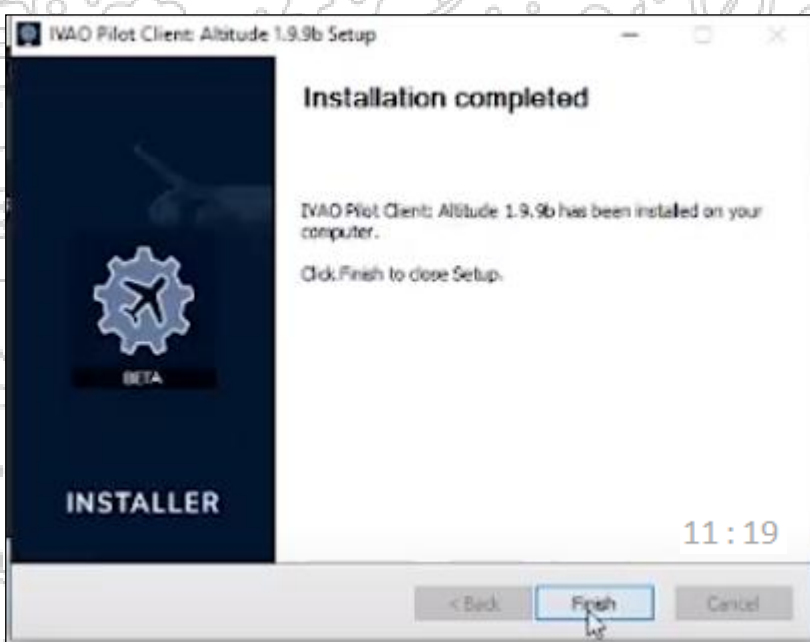 IVAO Pilot Client: Altitude 1.9.9b Setup
Installation completed
IVAO Pilot Client: Altitude 1.9.9b has been installed on your
computer.
Click Finish to close Setup.
BETA
INSTALLER
11:19
< Back
Finish
Cancel